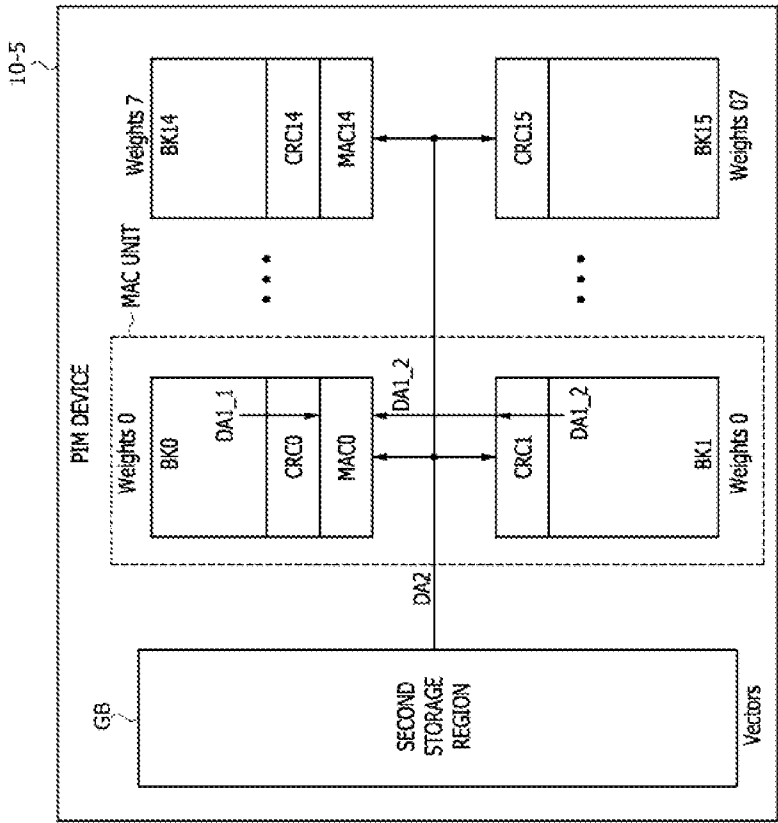 10-5
PIM DEVICE
MAC UNIT
GB
SECOND
STORAGE
REGION
Vectors
DA2
Weights 0
BK0
DA1_1
CRC0
MAC0
DA1_2
CRC1
DA1_2
BK1
Weights 0
Weights 7
BK14
CRC14
MAC14
CRC15
BK15
Weights 07